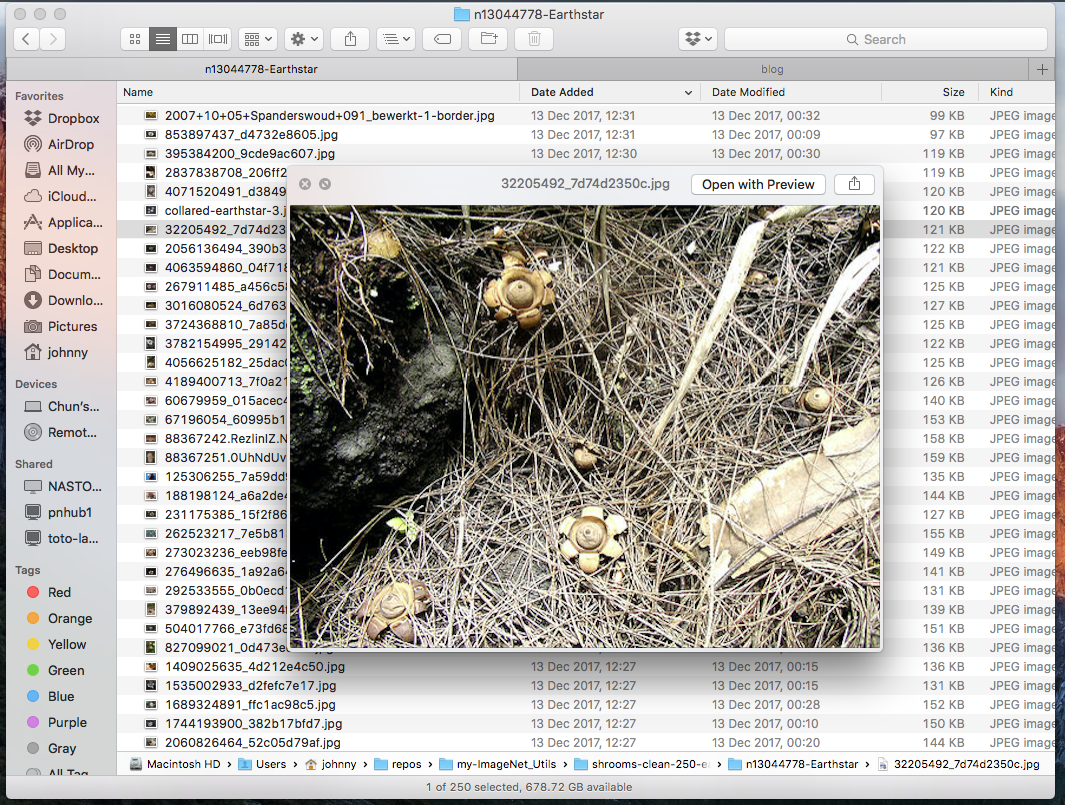 n13044778-Earthstar
Search
n13044778-Earthstar
blog
Favorites
Dropbox
AirDrop
All My...
iCloud...
Applica...
Desktop
Docum...
Downlo...
Pictures
johnny
Devices
Chun's...
Remot...
Shared
NASTO...
pnhub1
toto-la...
Tags
Red
Orange
Yellow
Green
Blue
Purple
Gray
Name Date Added Date Modified Size Kind
2007+10+05+Spanderswoud+091_bewerkt-1-border.jpg 13 Dec 2017, 12:31 13 Dec 2017, 00:32 99 KB JPEG image
853897437_d4732e8605.jpg 13 Dec 2017, 12:31 13 Dec 2017, 00:09 97 KB JPEG image
395384200_9cde9ac607.jpg 13 Dec 2017, 12:30 13 Dec 2017, 00:30 119 KB JPEG image
2837838708_206ff2 119 KB JPEG image
4071520491_d3849 120 KB JPEG image
collared-earthstar-3.j 120 KB JPEG image
32205492_7d74d23 121 KB JPEG image
2056136494_390b3 122 KB JPEG image
4063594860_04f718 121 KB JPEG image
267911485_a456c5 125 KB JPEG image
3016080524_6d763 127 KB JPEG image
3724368810_7a85d 125 KB JPEG image
3782154995_29142 122 KB JPEG image
4056625182_25dac 125 KB JPEG image
4189400713_7f0a21 126 KB JPEG image
60679959_015acec4 140 KB JPEG image
67196054_60995b1 153 KB JPEG image
88367242.RezlinIZ.N 158 KB JPEG image
88367251.0UhNdUv 159 KB JPEG image
125306255_7a59dd 135 KB JPEG image
188198124_a6a2de4 144 KB JPEG image
231175385_15f2f86 127 KB JPEG image
262523217_7e5b81 155 KB JPEG image
273023236_eeb98fe 149 KB JPEG image
276496635_1a92a6 141 KB JPEG image
292533555_0b0ecd 131 KB JPEG image
379892439_13ee94 139 KB JPEG image
504017766_e73fd68 151 KB JPEG image
827099021_0d473e 136 KB JPEG image
1409025635_4d212e4c50.jpg 13 Dec 2017, 12:27 13 Dec 2017, 00:15 136 KB JPEG image
1535002933_d2fefc7e17.jpg 13 Dec 2017, 12:27 13 Dec 2017, 00:15 131 KB JPEG image
1689324891_ffc1ac98c5.jpg 13 Dec 2017, 12:27 13 Dec 2017, 00:28 152 KB JPEG image
1744193900_382b17bfd7.jpg 13 Dec 2017, 12:27 13 Dec 2017, 00:10 150 KB JPEG image
2060826464_52c05d79af.jpg 13 Dec 2017, 12:27 13 Dec 2017, 00:20 144 KB JPEG image
32205492_7d74d2350c.jpg Open with Preview
Macintosh HD › Users › johnny › repos › my-ImageNet_Utils › shrooms-clean-250-e › n13044778-Earthstar › 32205492_7d74d2350c.jpg
1 of 250 selected, 678.72 GB available